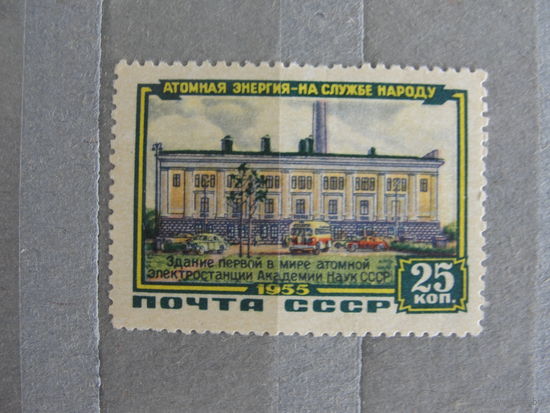 АТОМНАЯ ЭНЕРГИЯ-НА СЛУЖБЕ НАРОДУ
Здание первой в мире атомной
электростанции Академии Наук СССР
1955
ПОЧТА СССР
25
КОП.